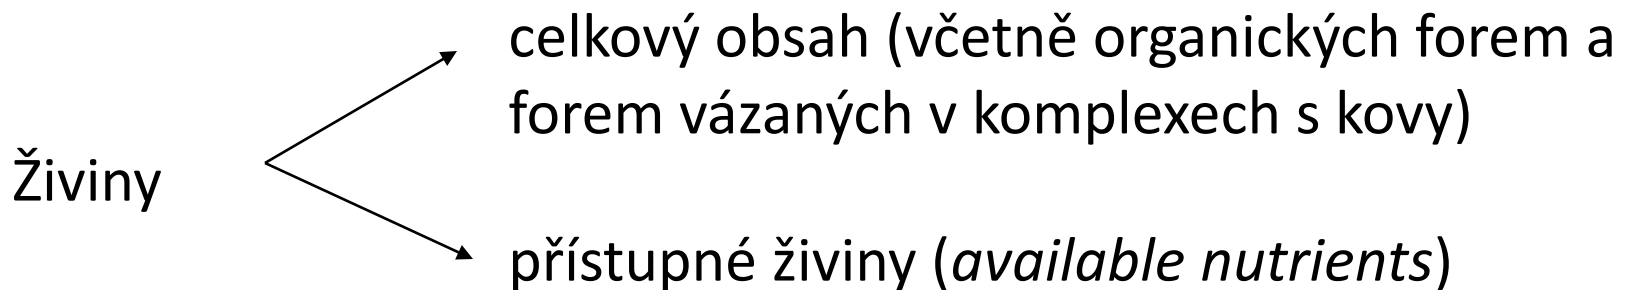 celkový obsah (včetně organických forem a
forem vázaných v komplexech s kovy)
Živiny
přístupné živiny (available nutrients)